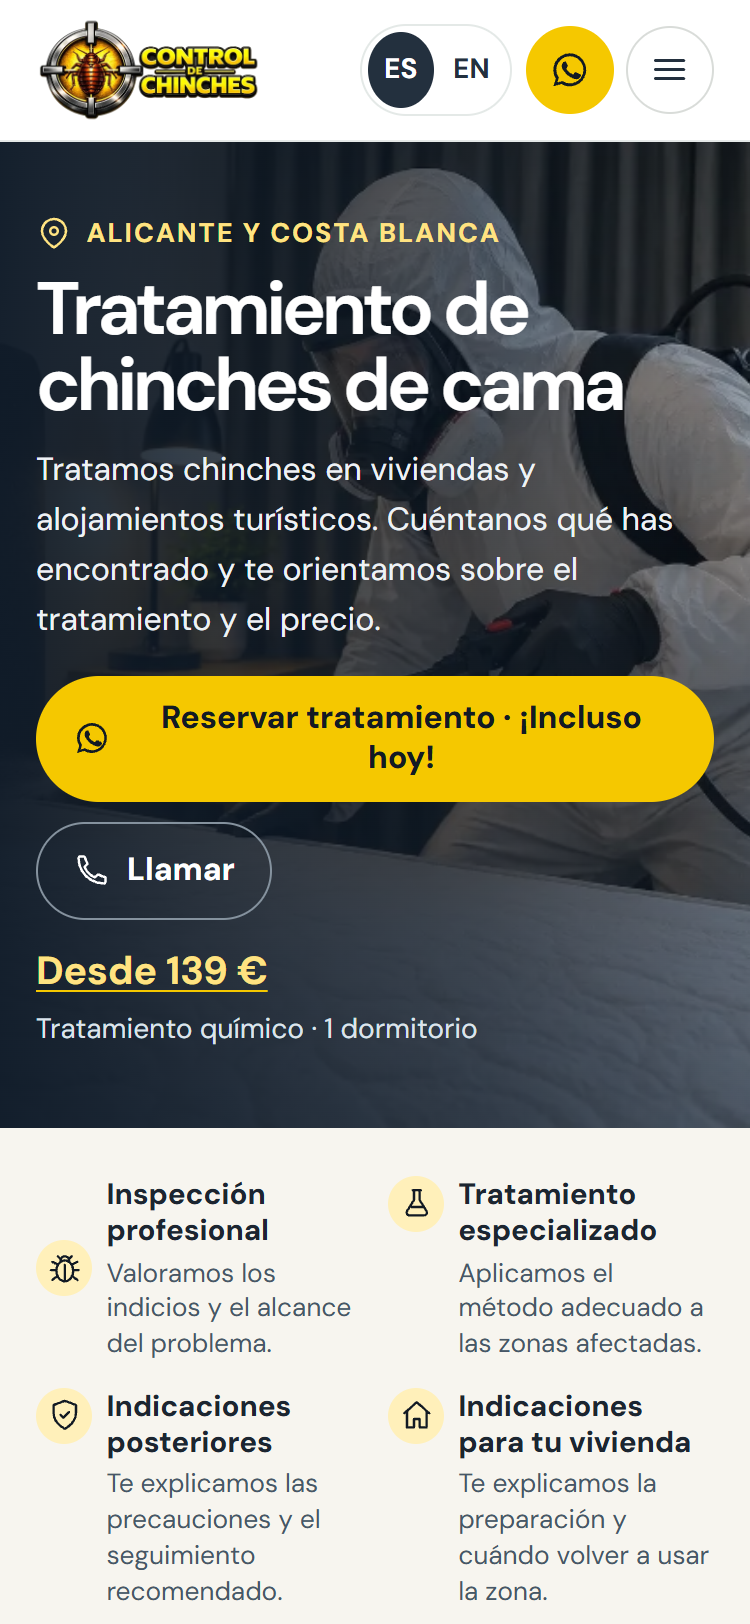 CONTROL
DE
CHINCHES
ES EN
ALICANTE Y COSTA BLANCA
Tratamiento de
chinches de cama
Tratamos chinches en viviendas y
alojamientos turísticos. Cuéntanos qué has
encontrado y te orientamos sobre el
tratamiento y el precio.
Reservar tratamiento · ¡Incluso
hoy!
Llamar
Desde 139 €
Tratamiento químico · 1 dormitorio
Inspección
profesional
Valoramos los
indicios y el alcance
del problema.
Tratamiento
especializado
Aplicamos el
método adecuado a
las zonas afectadas.
Indicaciones
posteriores
Te explicamos las
precauciones y el
seguimiento
recomendado.
Indicaciones
para tu vivienda
Te explicamos la
preparación y
cuándo volver a usar
la zona.